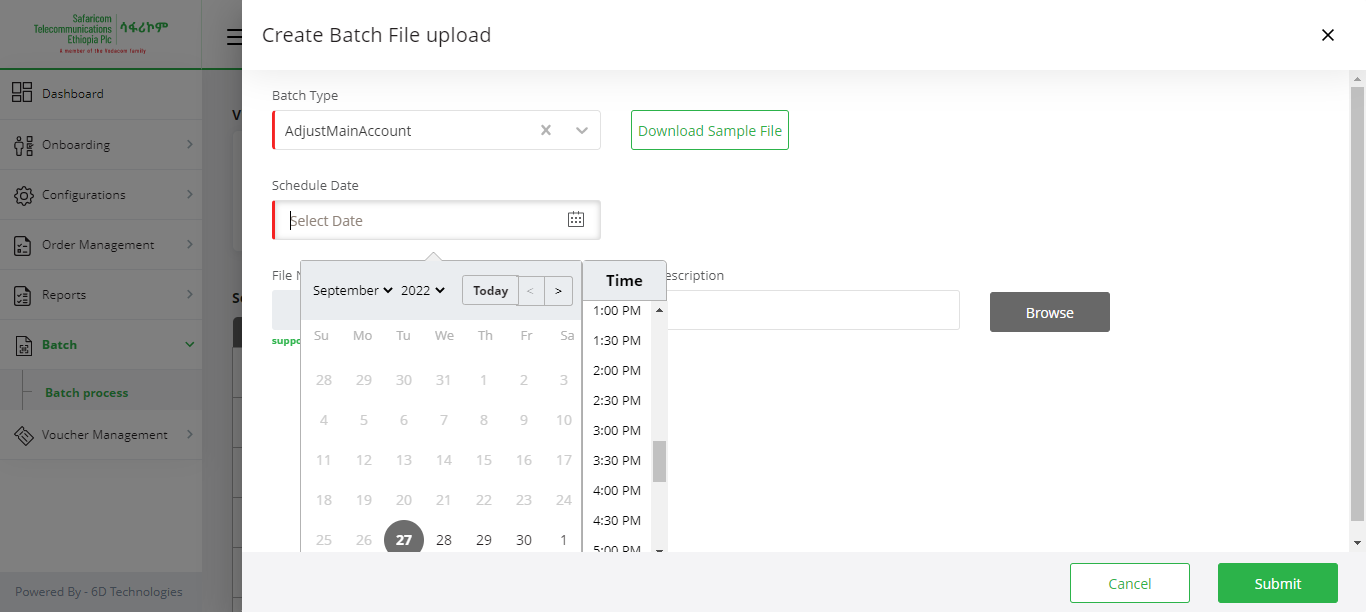 Safaricom
Telecommunications
Ethiopia Plc
ሳፋሪኮም
A member of the Vodacom family
Create Batch File upload
Dashboard
Onboarding
Configurations
Order Management
Reports
Batch
Batch process
Voucher Management
Powered By - 6D Technologies
Batch Type
AdjustMainAccount
Download Sample File
Schedule Date
Select Date
File
Browse
September 2022 Today < >
Time
Su Mo Tu We Th Fr Sa
28 29 30 31 1 2 3
4 5 6 7 8 9 10
11 12 13 14 15 16 17
18 19 20 21 22 23 24
25 26 27 28 29 30 1
1:00 PM
1:30 PM
2:00 PM
2:30 PM
3:00 PM
3:30 PM
4:00 PM
4:30 PM
5:00 PM
Cancel
Submit